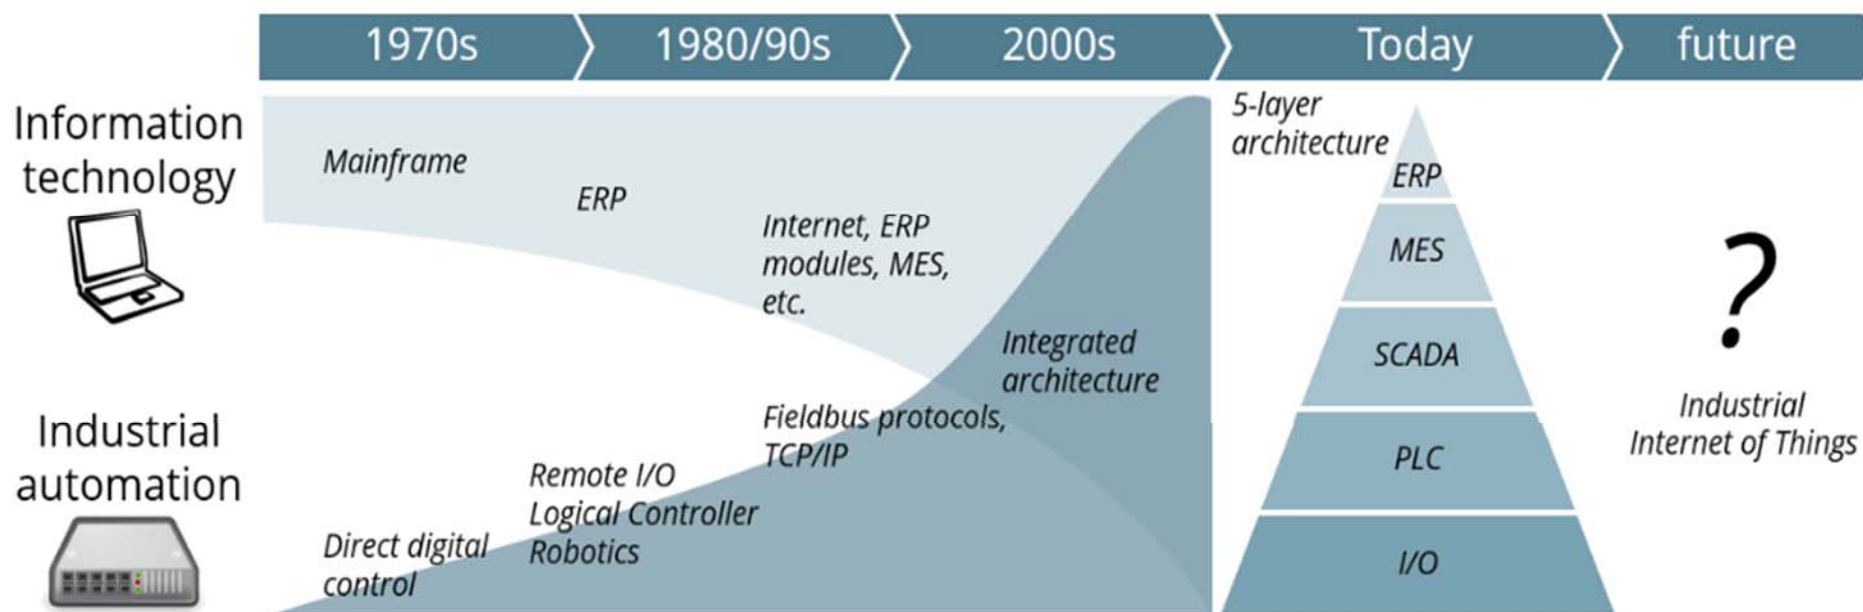 1970s
1980/90s
2000s
Today
future
Information
technology
Mainframe
ERP
Internet, ERP
modules, MES,
etc.
Integrated
architecture
Industrial
automation
Direct digital
control
Remote I/O
Logical Controller
Robotics
Fieldbus protocols,
TCP/IP
5-layer
architecture
ERP
MES
SCADA
PLC
I/O
?
Industrial
Internet of Things